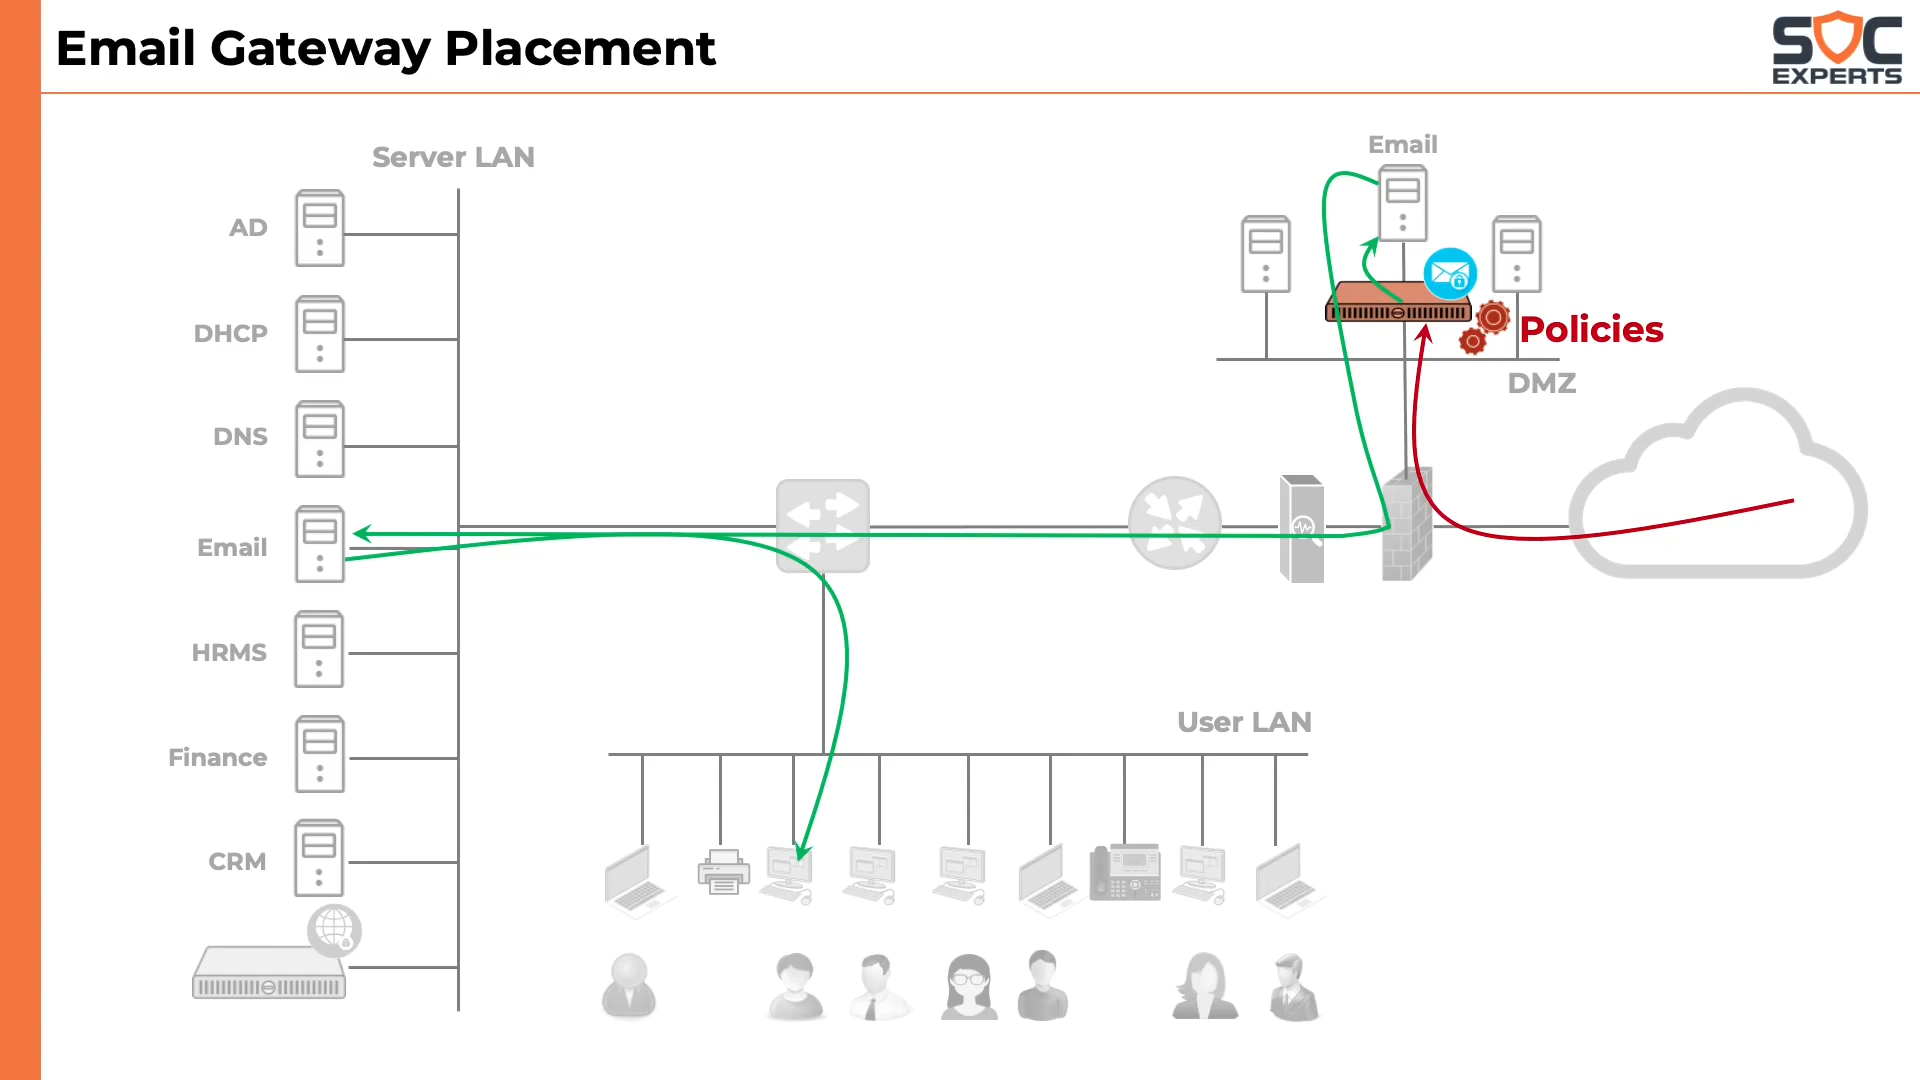 Email Gateway Placement
SOC
EXPERTS
Server LAN
Email
AD
DHCP
Policies
DMZ
DNS
Email
HRMS
User LAN
Finance
CRM